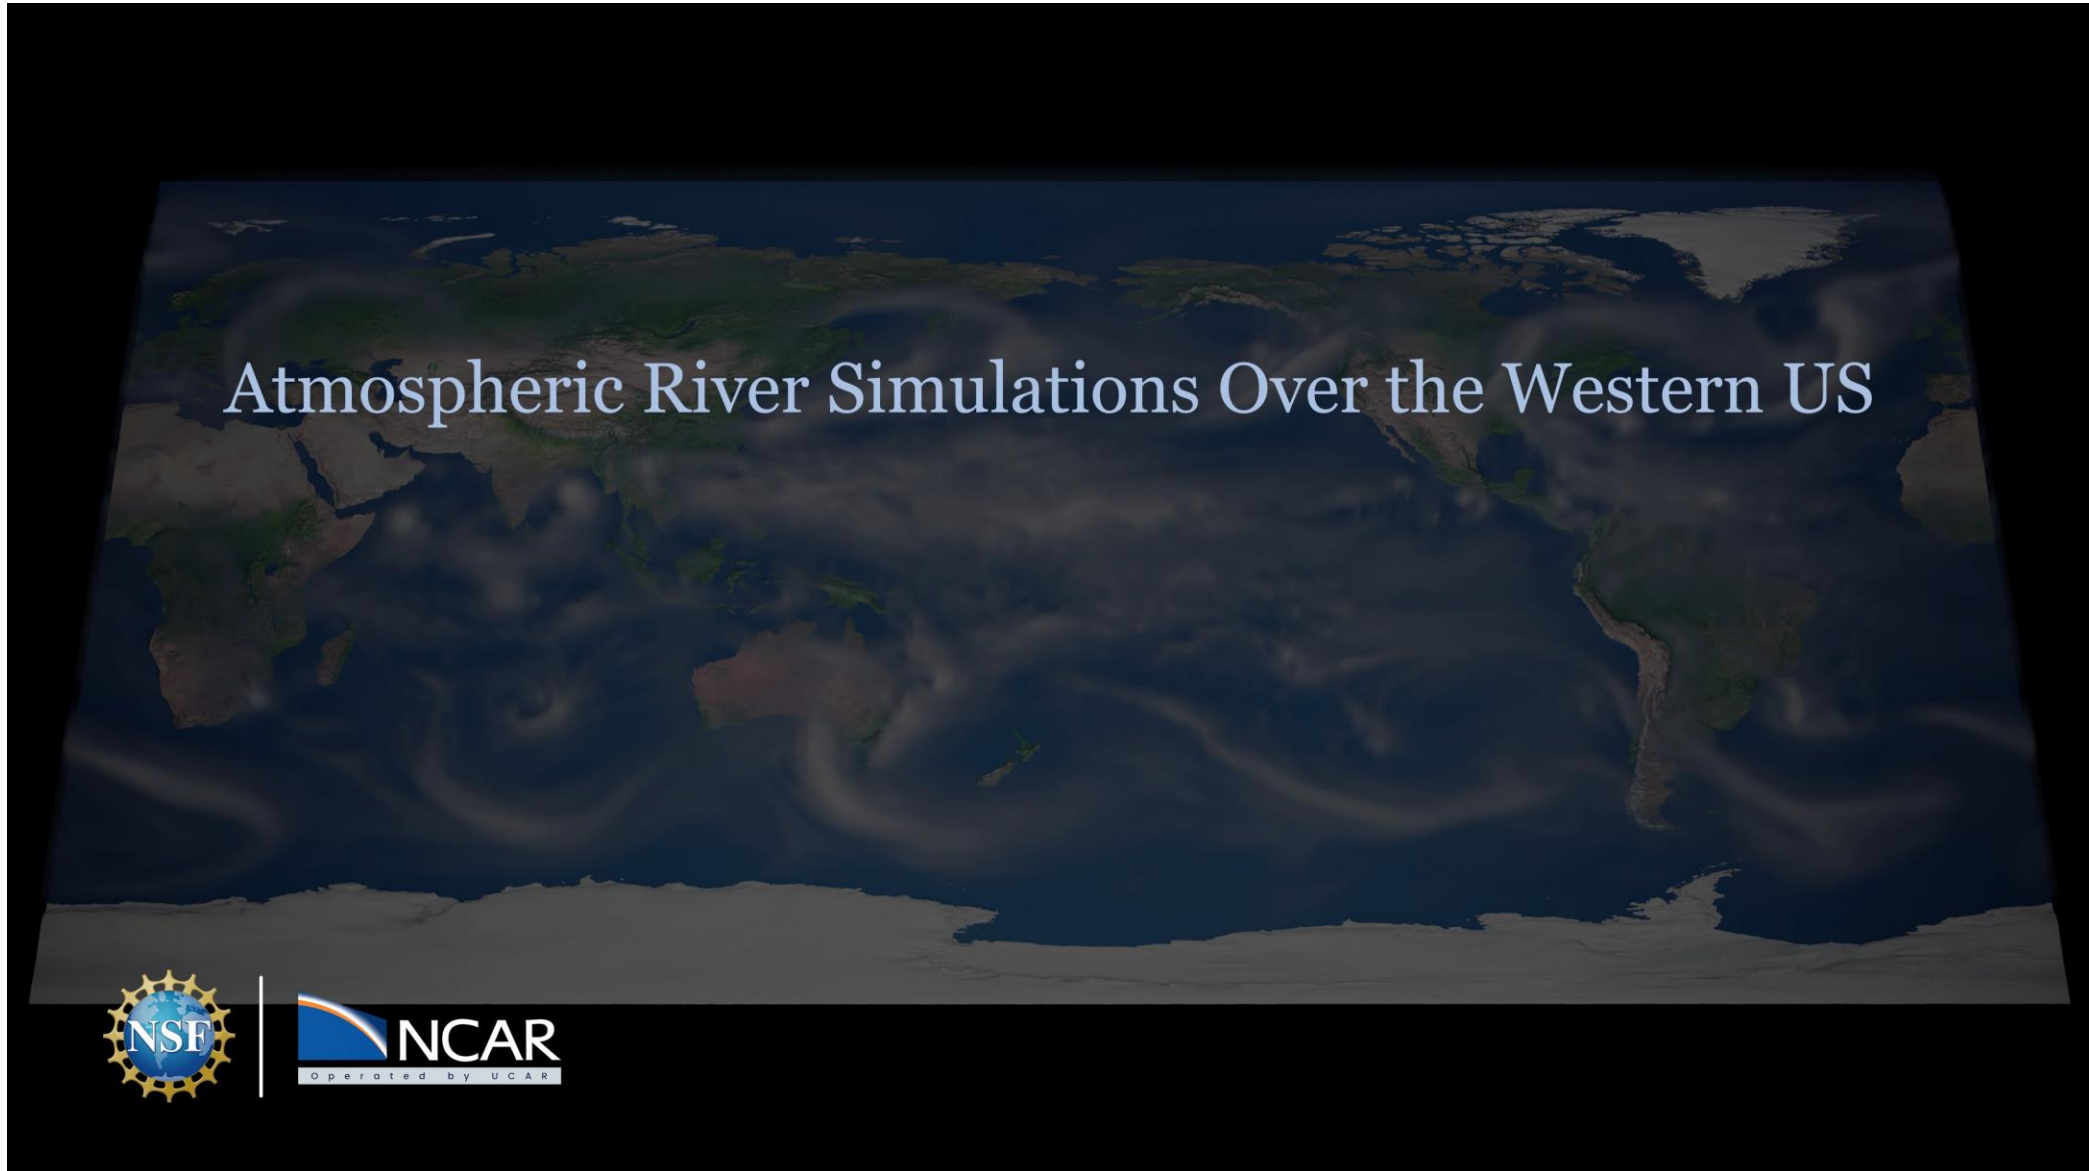 Atmospheric River Simulations Over the Western US
NSF
NCAR
Operated by UCAR